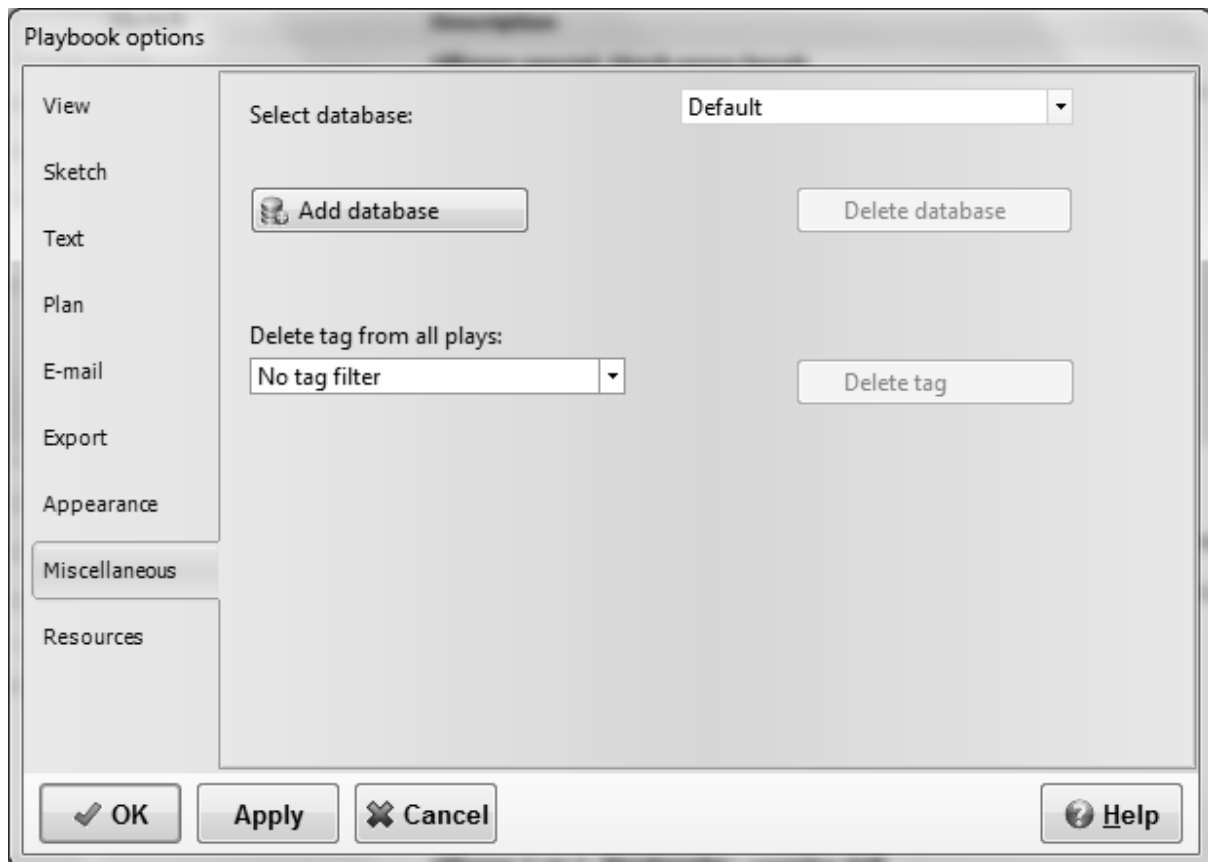 Description
Playbook options
View
Sketch
Text
Plan
E-mail
Export
Appearance
Miscellaneous
Resources
Select database:
Default
Add database
Delete database
Delete tag from all plays:
No tag filter
Delete tag
OK
Apply
Cancel
Help